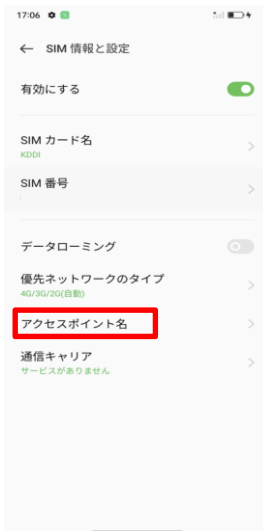 17:06
← SIM 情報と設定
有効にする
SIM カード名
KDDI
SIM 番号
データローミング
優先ネットワークのタイプ
4G/3G/2G(自動)
アクセスポイント名
通信キャリア
サービスがありません